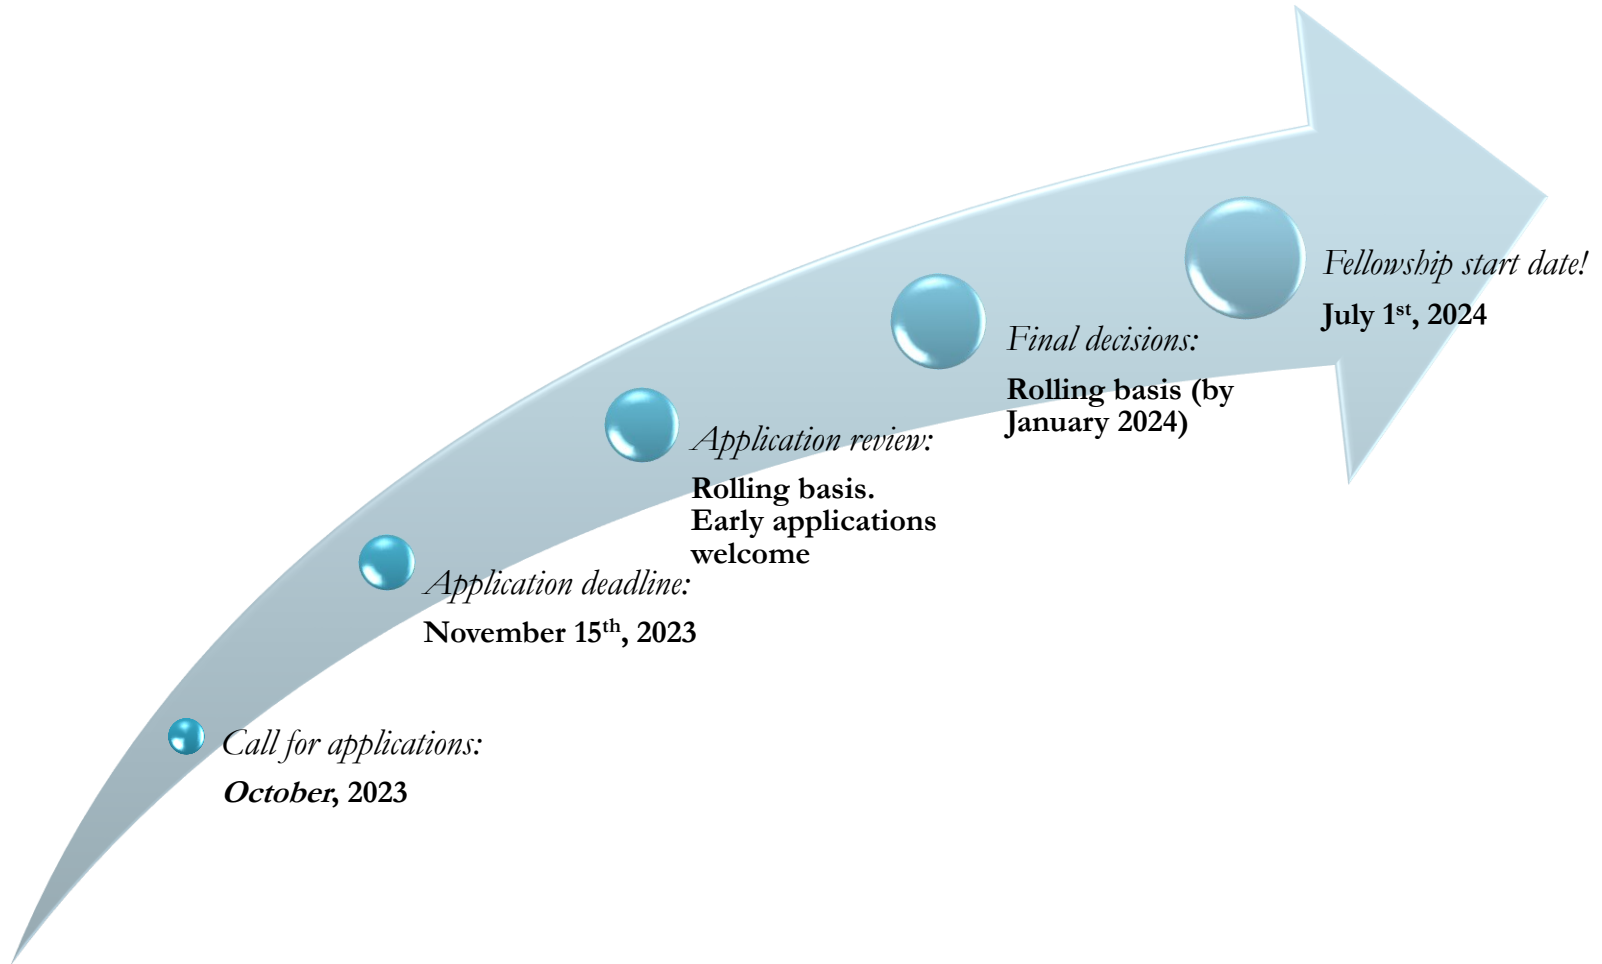 Call for applications:
October, 2023
Application deadline:
November 15th, 2023
Application review:
Rolling basis.
Early applications
welcome
Final decisions:
Rolling basis (by
January 2024)
Fellowship start date!
July 1st, 2024